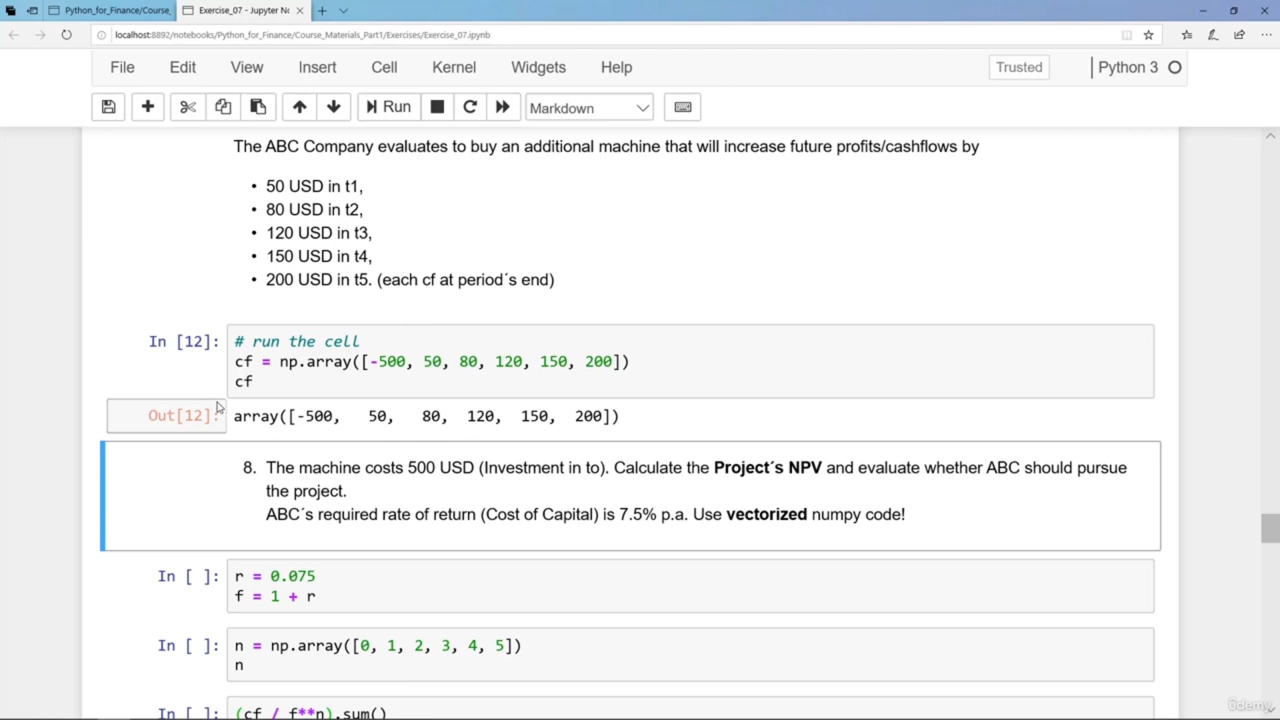 Python_for_Finance/Course_
Exercise_07 - Jupyter No
localhost:8892/notebooks/Python_for_Finance/Course_Materials_Part1/Exercises/Exercise_07.ipynb
File Edit View Insert Cell Kernel Widgets Help Trusted Python 3
Run Markdown
The ABC Company evaluates to buy an additional machine that will increase future profits/cashflows by
• 50 USD in t1,
• 80 USD in t2,
• 120 USD in t3,
• 150 USD in t4,
• 200 USD in t5. (each cf at period´s end)
In [12]: # run the cell
cf = np.array([-500, 50, 80, 120, 150, 200])
cf
Out[12]: array([-500, 50, 80, 120, 150, 200])
8. The machine costs 500 USD (Investment in to). Calculate the Project´s NPV and evaluate whether ABC should pursue
the project.
ABC´s required rate of return (Cost of Capital) is 7.5% p.a. Use vectorized numpy code!
In [ ]: r = 0.075
f = 1 + r
In [ ]: n = np.array([0, 1, 2, 3, 4, 5])
n
In [ ]: (cf / f**n).sum()
ûdemy